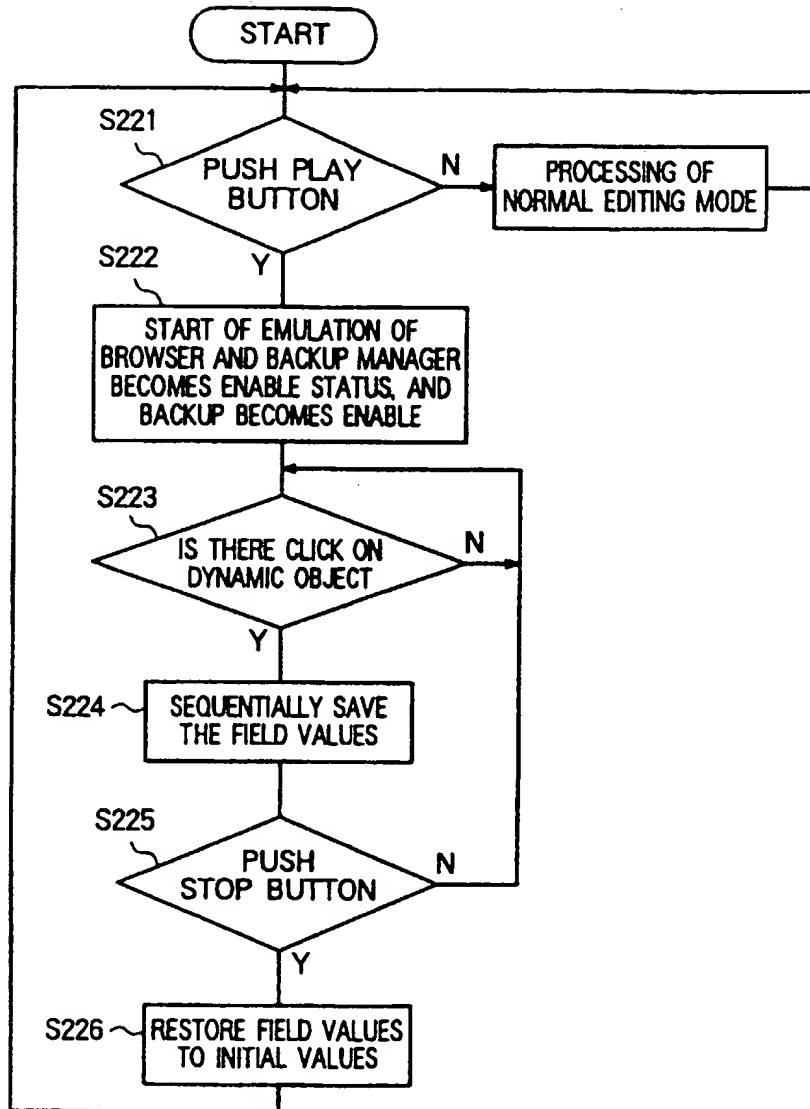 START
S221
PUSH PLAY
BUTTON
N
PROCESSING OF
NORMAL EDITING MODE
Y
S222
START OF EMULATION OF
BROWSER AND BACKUP MANAGER
BECOMES ENABLE STATUS, AND
BACKUP BECOMES ENABLE
S223
IS THERE CLICK ON
DYNAMIC OBJECT
N
Y
S224
SEQUENTIALLY SAVE
THE FIELD VALUES
S225
PUSH
STOP BUTTON
N
Y
S226
RESTORE FIELD VALUES
TO INITIAL VALUES